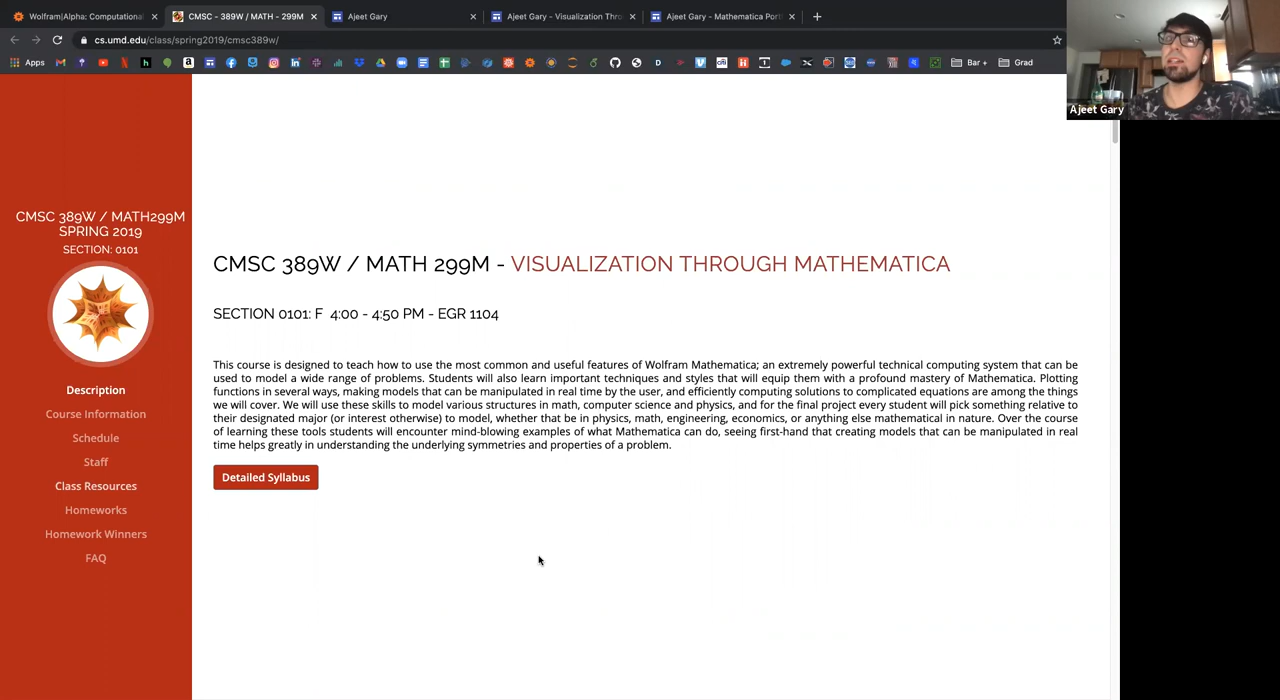 Wolfram|Alpha: Computational
CMSC - 389W / MATH - 299M
Ajeet Gary
Ajeet Gary - Visualization Thro
Ajeet Gary - Mathematica Port
cs.umd.edu/class/spring2019/cmsc389w/
Apps
Bar +
Grad
Ajeet Gary
CMSC 389W / MATH299M
SPRING 2019
SECTION: 0101
Description
Course Information
Schedule
Staff
Class Resources
Homeworks
Homework Winners
FAQ
CMSC 389W / MATH 299M - VISUALIZATION THROUGH MATHEMATICA
SECTION 0101: F 4:00 - 4:50 PM - EGR 1104
This course is designed to teach how to use the most common and useful features of Wolfram Mathematica; an extremely powerful technical computing system that can be
used to model a wide range of problems. Students will also learn important techniques and styles that will equip them with a profound mastery of Mathematica. Plotting
functions in several ways, making models that can be manipulated in real time by the user, and efficiently computing solutions to complicated equations are among the things
we will cover. We will use these skills to model various structures in math, computer science and physics, and for the final project every student will pick something relative to
their designated major (or interest otherwise) to model, whether that be in physics, math, engineering, economics, or anything else mathematical in nature. Over the course
of learning these tools students will encounter mind-blowing examples of what Mathematica can do, seeing first-hand that creating models that can be manipulated in real
time helps greatly in understanding the underlying symmetries and properties of a problem.
Detailed Syllabus